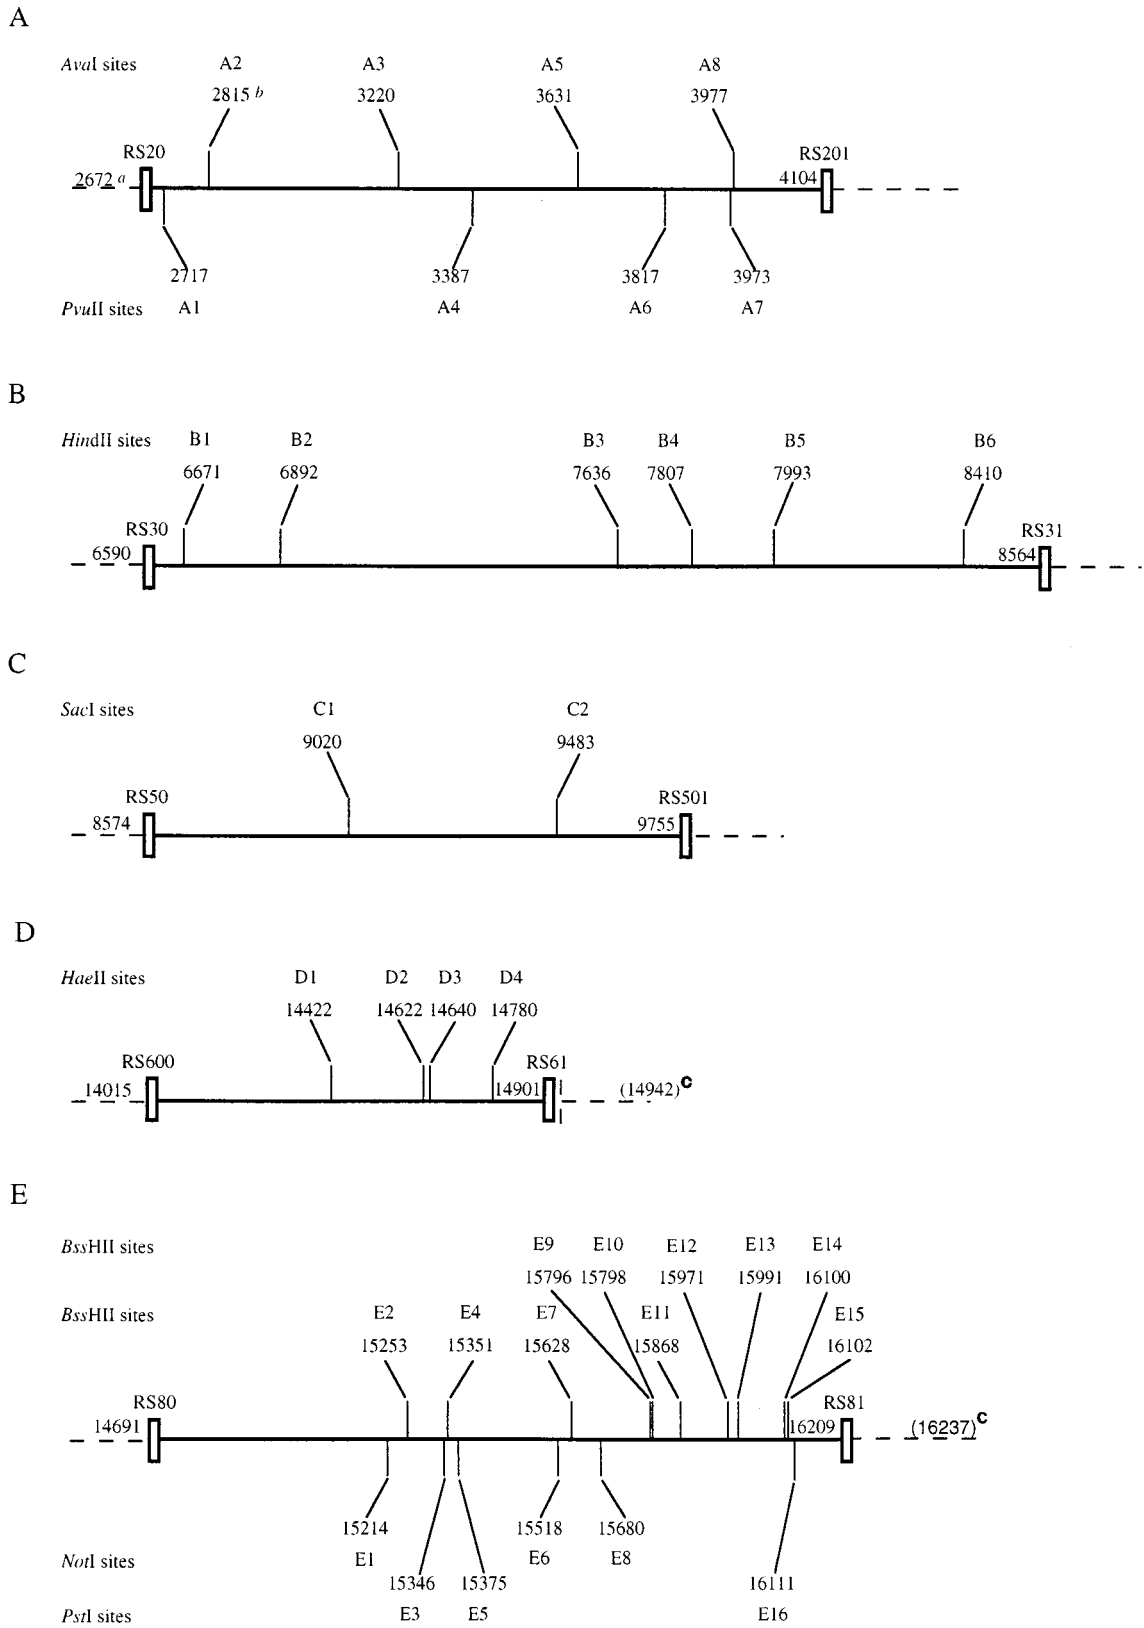 A
AvaI sites A2 A3 A5 A8
2815 b 3220 3631 3977
RS20 RS201
2672 a 4104
2717 3387 3817 3973
PvuII sites A1 A4 A6 A7
B
HindII sites B1 B2 B3 B4 B5 B6
6671 6892 7636 7807 7993 8410
RS30 RS31
6590 8564
C
SacI sites C1 C2
9020 9483
RS50 RS501
8574 9755
D
HaeII sites D1 D2 D3 D4
14422 14622 14640 14780
RS600 RS61
14015 14901 (14942)c
E
BssHII sites E9 E10 E12 E13 E14
15796 15798 15971 15991 16100
BssHII sites E2 E4 E7 E11 E15
15253 15351 15628 15868 16102
RS80 RS81
14691 16209 (16237)c
15214 15518 15680
NotI sites E1 E6 E8
15346 15375 16111
PstI sites E3 E5 E16